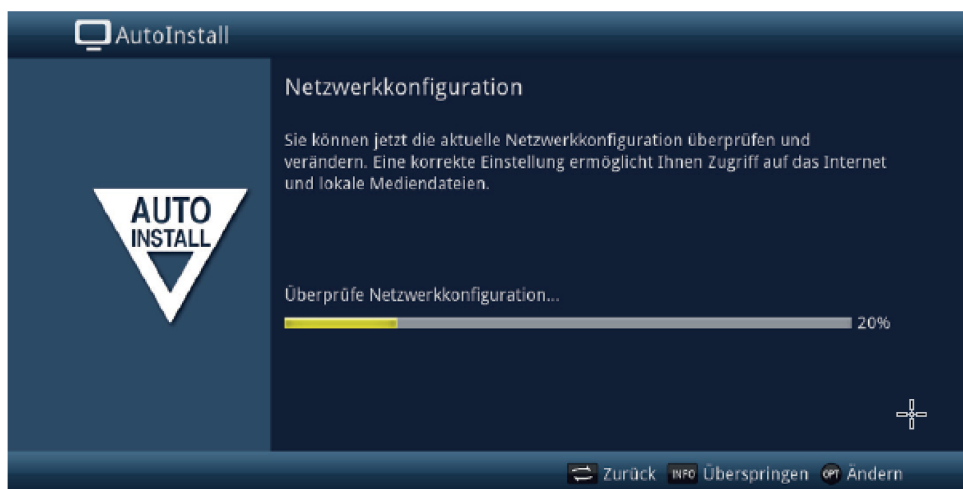 AutoInstall
Netzwerkkonfiguration
Sie können jetzt die aktuelle Netzwerkkonfiguration überprüfen und
verändern. Eine korrekte Einstellung ermöglicht Ihnen Zugriff auf das Internet
und lokale Mediendateien.
AUTO
INSTALL
Überprüfe Netzwerkkonfiguration...
20%
Zurück INFO Überspringen OPT Ändern